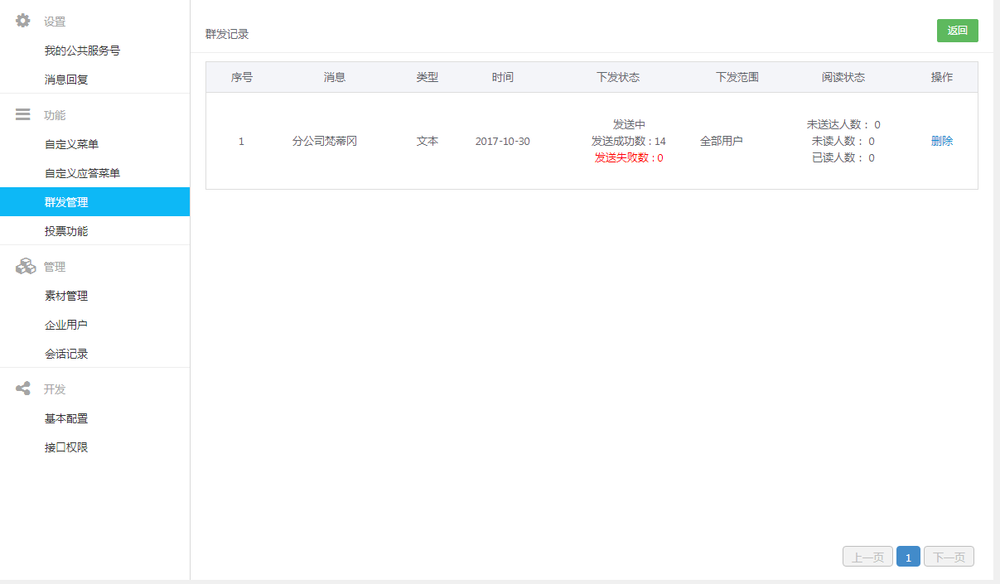 设置
我的公共服务号
消息回复
功能
自定义菜单
自定义应答菜单
群发管理
投票功能
管理
素材管理
企业用户
会话记录
开发
基本配置
接口权限
群发记录
返回
序号 消息 类型 时间 下发状态 下发范围 阅读状态 操作
1 分公司梵蒂冈 文本 2017-10-30 发送中 全部用户 未送达人数： 0 删除
发送成功数 : 14 未读人数： 0
发送失败数 : 0 已读人数： 0
上一页 1 下一页